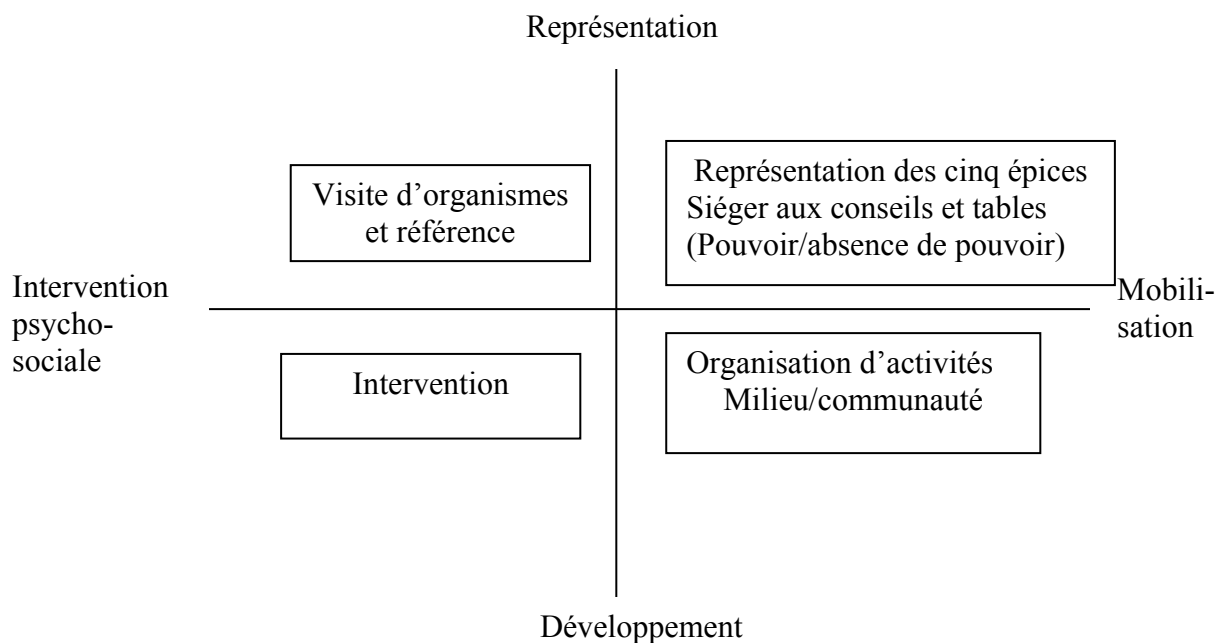 Représentation
Visite d'organismes
et référence
Représentation des cinq épices
Siéger aux conseils et tables
(Pouvoir/absence de pouvoir)
Intervention
psycho-
sociale
Mobili-
sation
Intervention
Organisation d'activités
Milieu/communauté
Développement